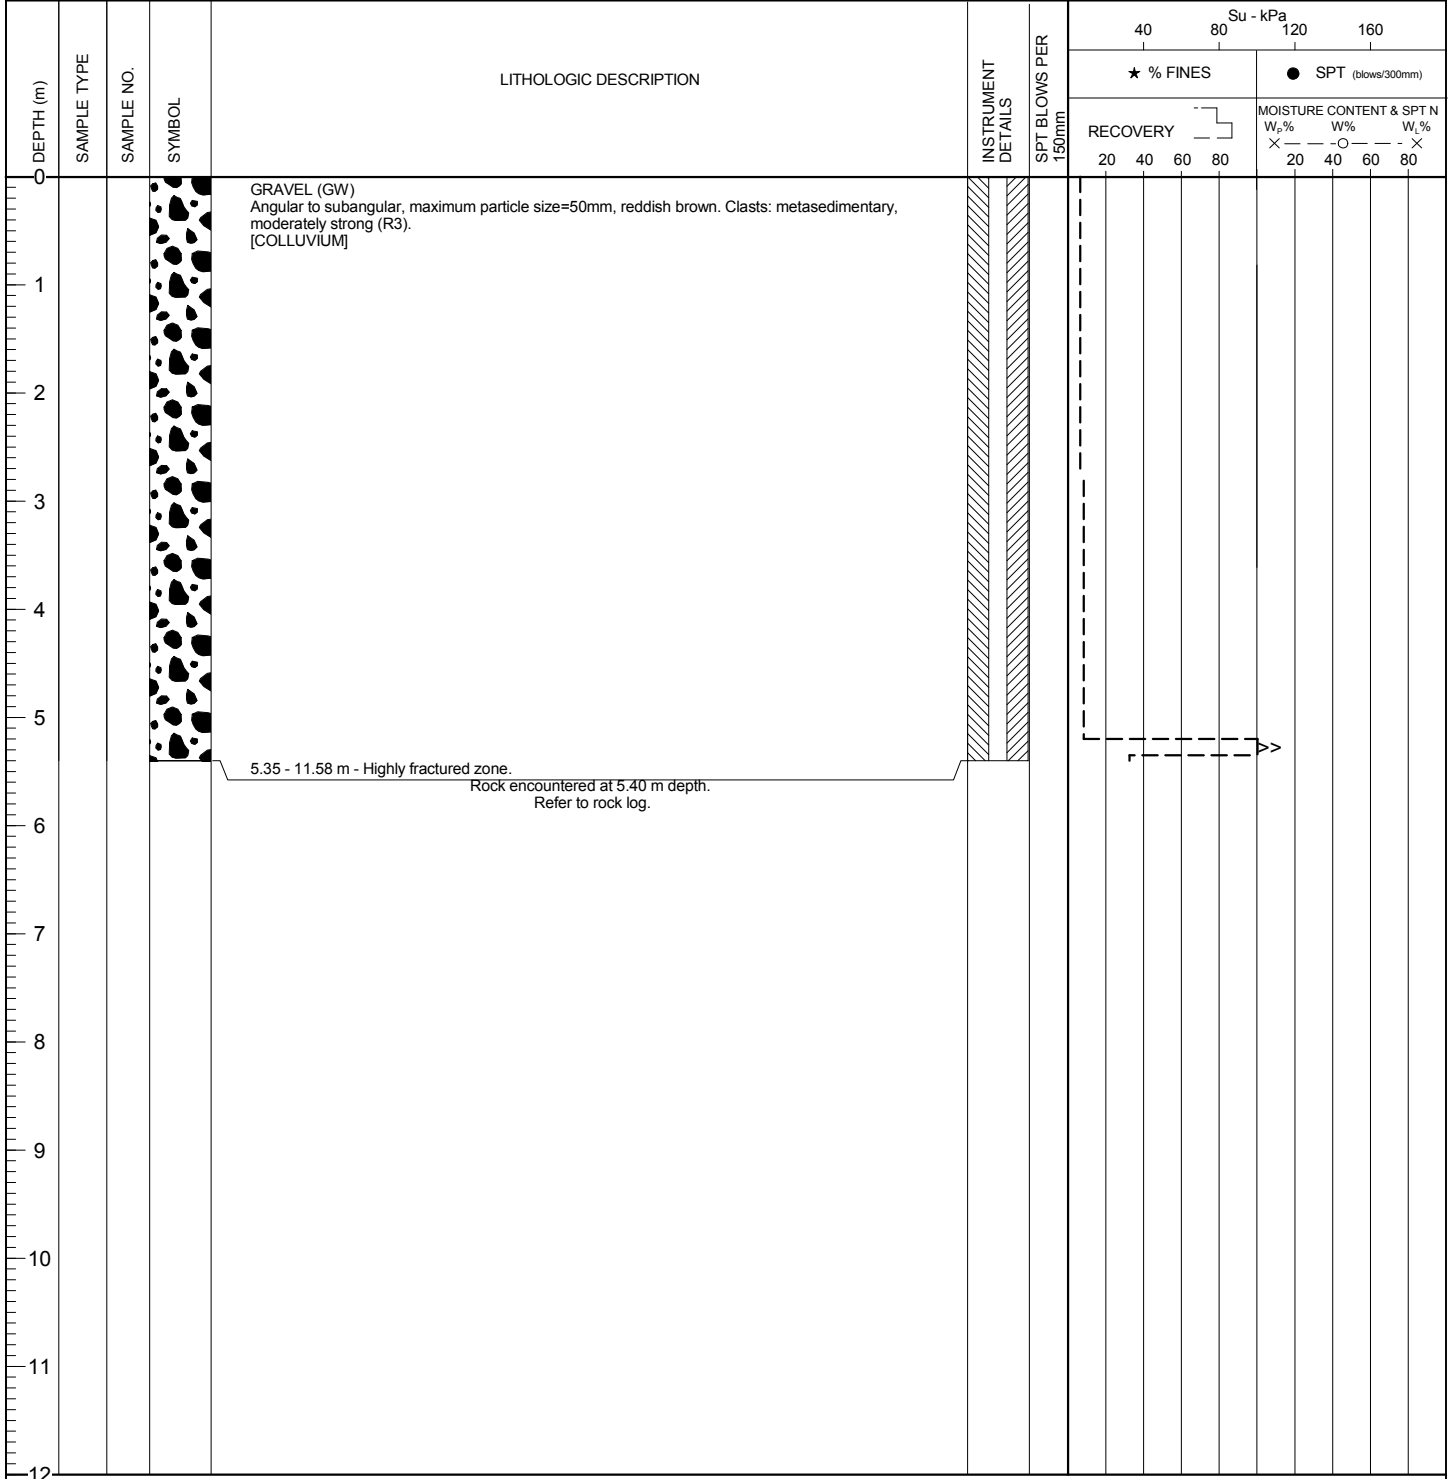 Su - kPa
40 80 120 160
DEPTH (m)
SAMPLE TYPE
SAMPLE NO.
SYMBOL
LITHOLOGIC DESCRIPTION
INSTRUMENT
DETAILS
SPT BLOWS PER
150mm
★ % FINES
● SPT (blows/300mm)
RECOVERY
MOISTURE CONTENT & SPT N
WP% W% WL%
20 40 60 80 20 40 60 80
0
GRAVEL (GW)
Angular to subangular, maximum particle size=50mm, reddish brown. Clasts: metasedimentary,
moderately strong (R3).
[COLLUVIUM]
1
2
3
4
5
>>
5.35 - 11.58 m - Highly fractured zone.
Rock encountered at 5.40 m depth.
Refer to rock log.
6
7
8
9
10
11
12